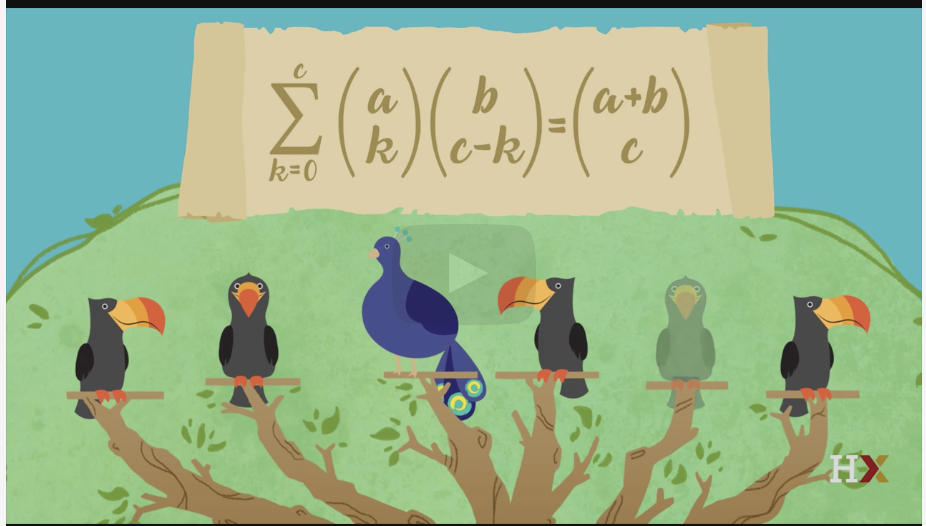 c
∑ (a k) (b c-k) = (a+b c)
k=0
HX